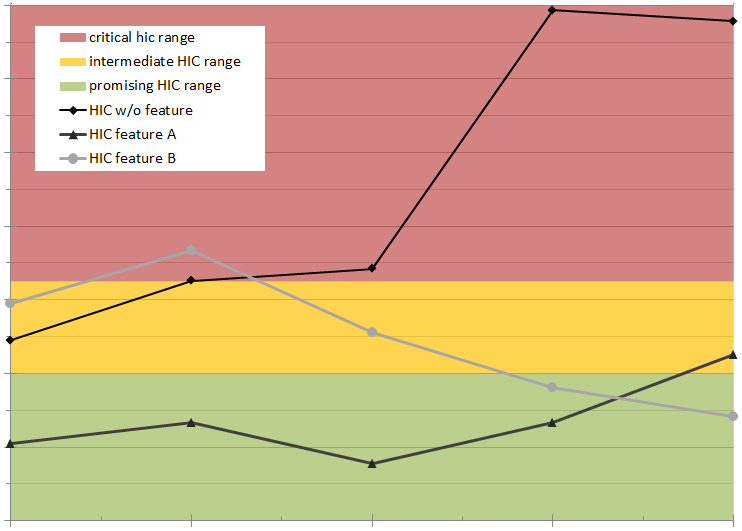 critical hic range
intermediate HIC range
promising HIC range
HIC w/o feature
HIC feature A
HIC feature B